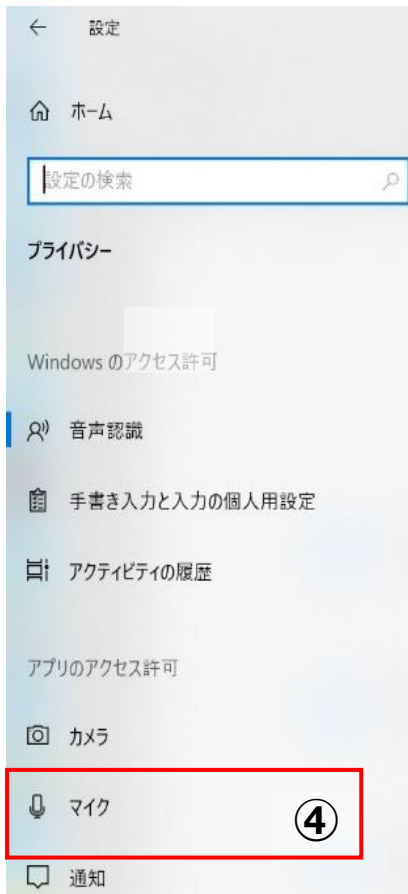 設定
ホーム
設定の検索
プライバシー
Windows のアクセス許可
音声認識
手書き入力と入力の個人用設定
アクティビティの履歴
アプリのアクセス許可
カメラ
マイク ④
通知